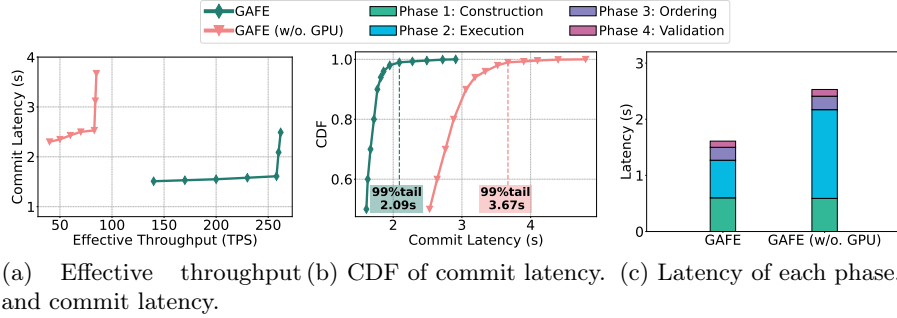 GAFE
GAFE (w/o. GPU)
Phase 1: Construction
Phase 2: Execution
Phase 3: Ordering
Phase 4: Validation
Commit Latency (s)
4
3
2
1
50 100 150 200 250
Effective Throughput (TPS)
CDF
1.0
0.8
0.6
99%tail
2.09s
99%tail
3.67s
2 3 4
Commit Latency (s)
Latency (s)
3
2
1
0
GAFE GAFE (w/o. GPU)
(a) Effective throughput
and commit latency.
(b) CDF of commit latency.
(c) Latency of each phase.